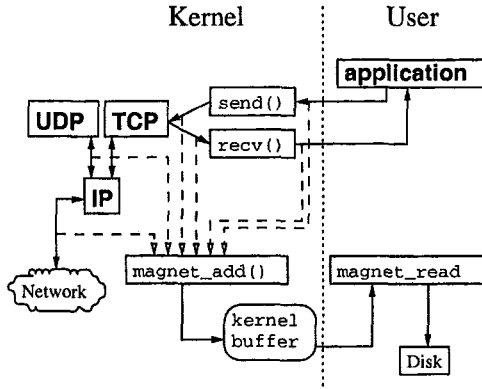 Kernel
User
send()
application
UDP
TCP
recv()
IP
magnet_add()
magnet_read
Network
kernel
buffer
Disk